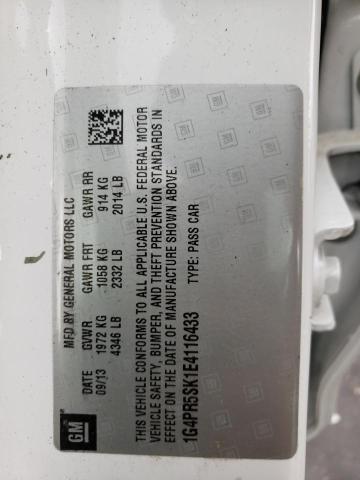 GM
MFD BY GENERAL MOTORS LLC
DATE GVWR GAWR FRT GAWR RR
09/13 1972 KG 1058 KG 914 KG
4346 LB 2332 LB 2014 LB
THIS VEHICLE CONFORMS TO ALL APPLICABLE U.S. FEDERAL MOTOR
VEHICLE SAFETY, BUMPER, AND THEFT PREVENTION STANDARDS IN
EFFECT ON THE DATE OF MANUFACTURE SHOWN ABOVE.
1G4PR5SK1E4116433 TYPE: PASS CAR